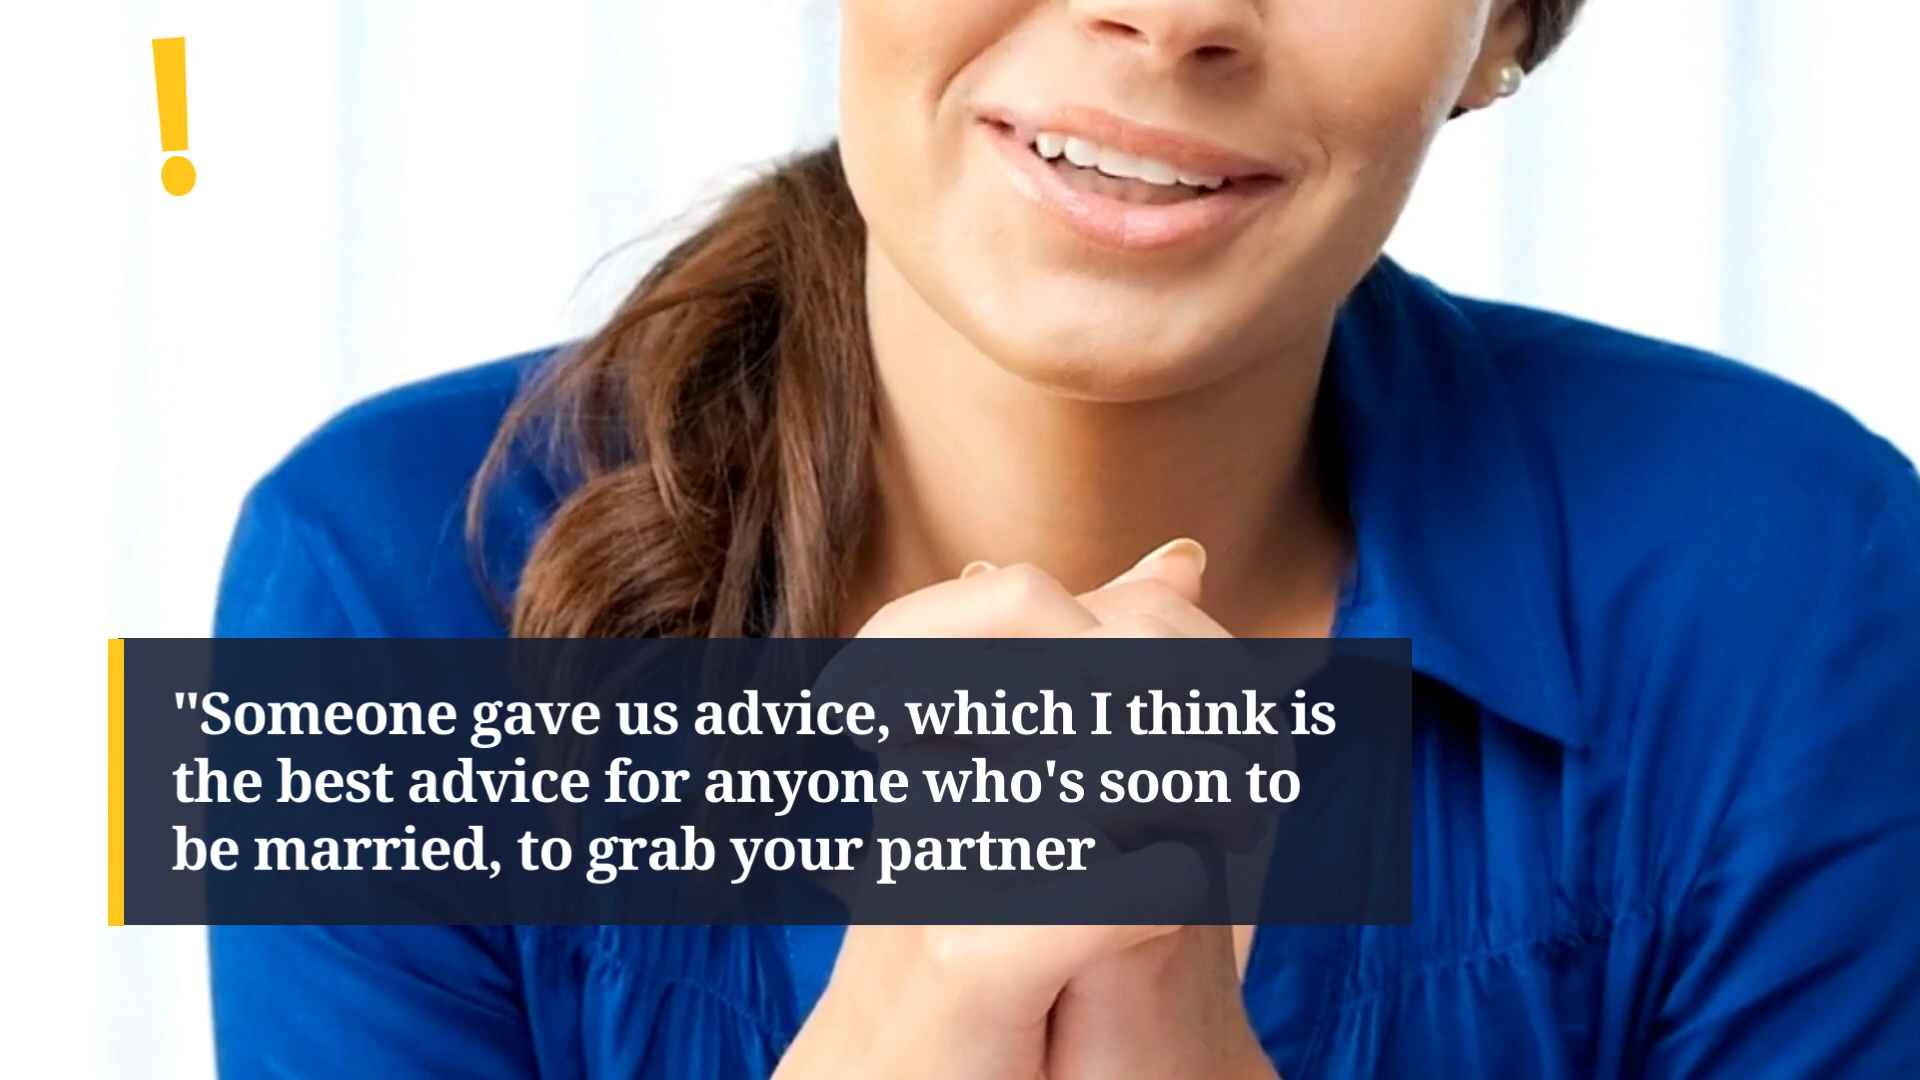 !
"Someone gave us advice, which I think is
the best advice for anyone who's soon to
be married, to grab your partner